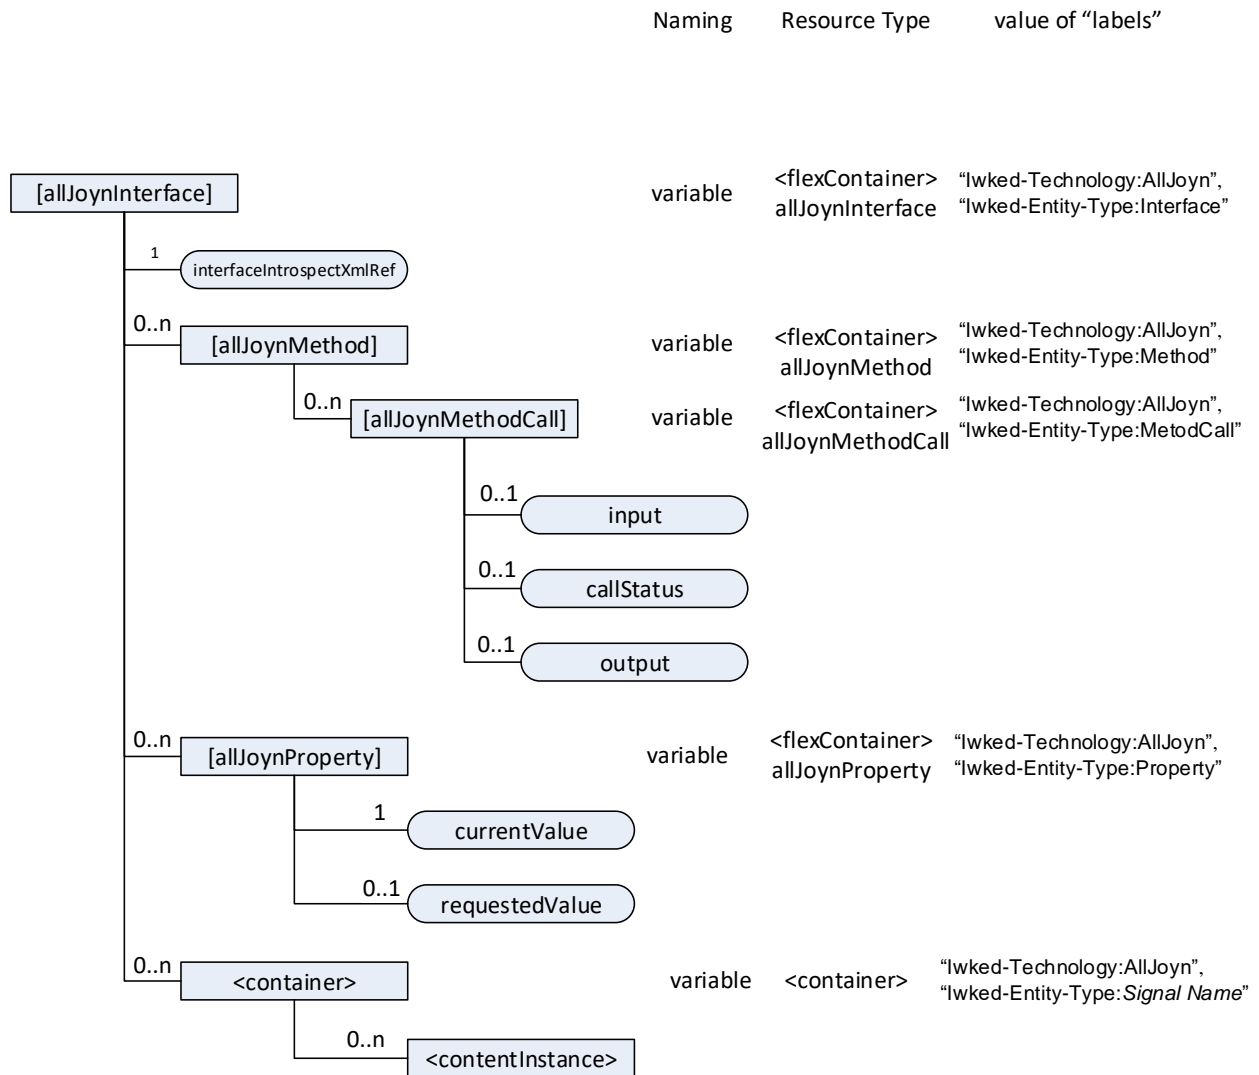 Naming Resource Type value of “labels”
[allJoynInterface] variable <flexContainer> “Iwked-Technology:AllJoyn”,
allJoynInterface “Iwked-Entity-Type:Interface”
1 interfaceIntrospectXmlRef
0..n [allJoynMethod] variable <flexContainer> “Iwked-Technology:AllJoyn”,
allJoynMethod “Iwked-Entity-Type:Method”
0..n [allJoynMethodCall] variable <flexContainer> “Iwked-Technology:AllJoyn”,
allJoynMethodCall “Iwked-Entity-Type:MetodCall”
0..1 input
0..1 callStatus
0..1 output
0..n [allJoynProperty] variable <flexContainer> “Iwked-Technology:AllJoyn”,
allJoynProperty “Iwked-Entity-Type:Property”
1 currentValue
0..1 requestedValue
0..n <container> variable <container> “Iwked-Technology:AllJoyn”,
“Iwked-Entity-Type:Signal Name”
0..n <contentInstance>